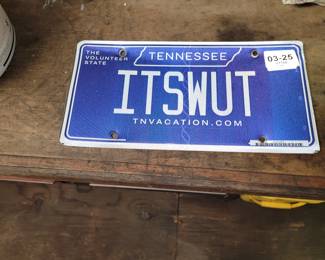 THE
VOLUNTEER
STATE
TENNESSEE
03-25
ITSWUT
TNVACATION.COM